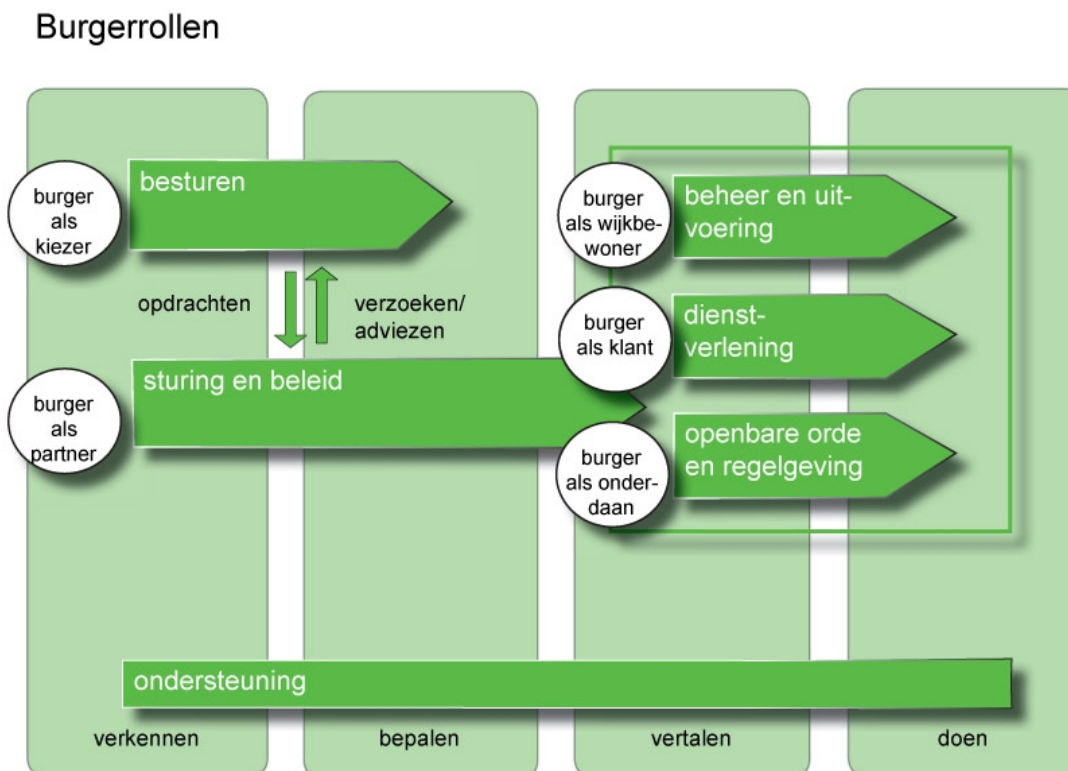 Burgerrollen
burger
als
kiezer
besturen
opdrachten
verzoeken/
adviezen
burger
als
partner
sturing en beleid
burger
als wijkbe-
woner
beheer en uit-
voering
burger
als klant
dienst-
verlening
burger
als onder-
daan
openbare orde
en regelgeving
ondersteuning
verkennen
bepalen
vertalen
doen